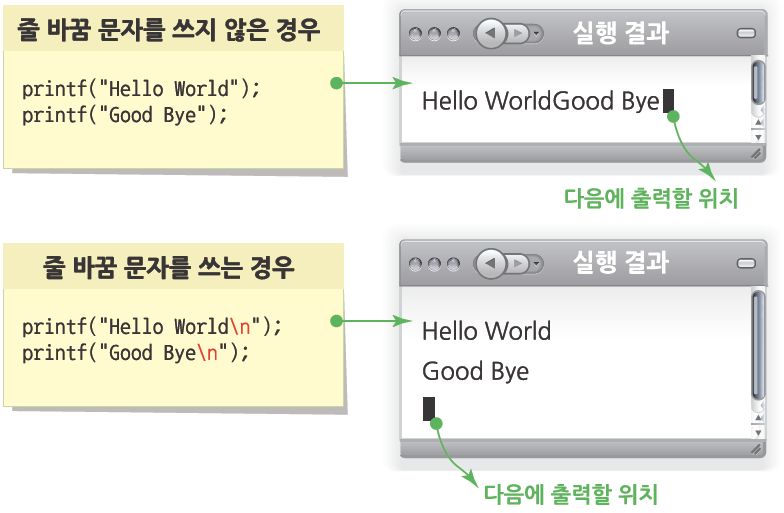 줄 바꿈 문자를 쓰지 않은 경우
printf("Hello World");
printf("Good Bye");
실행 결과
Hello WorldGood Bye
다음에 출력할 위치
줄 바꿈 문자를 쓰는 경우
printf("Hello World\n");
printf("Good Bye\n");
실행 결과
Hello World
Good Bye
다음에 출력할 위치